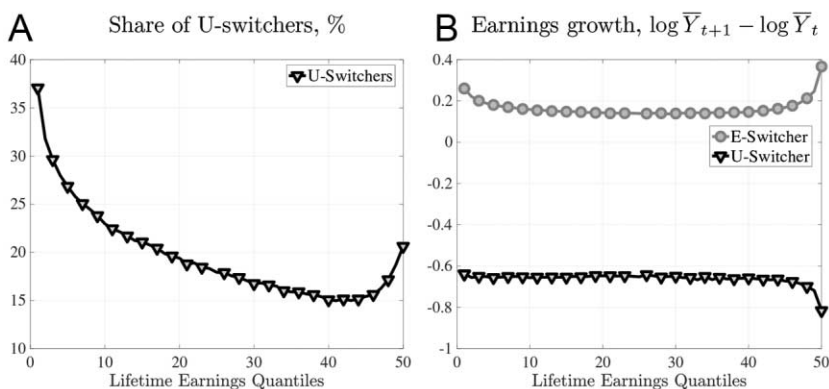 A
Share of U-switchers, %
U-Switchers
40
35
30
25
20
15
10
0 10 20 30 40 50
Lifetime Earnings Quantiles
B
Earnings growth, log Y̅ₜ₊₁ − log Y̅ₜ
0.4
0.2
0
E-Switcher
U-Switcher
-0.2
-0.4
-0.6
-0.8
-1
0 10 20 30 40 50
Lifetime Earnings Quantiles